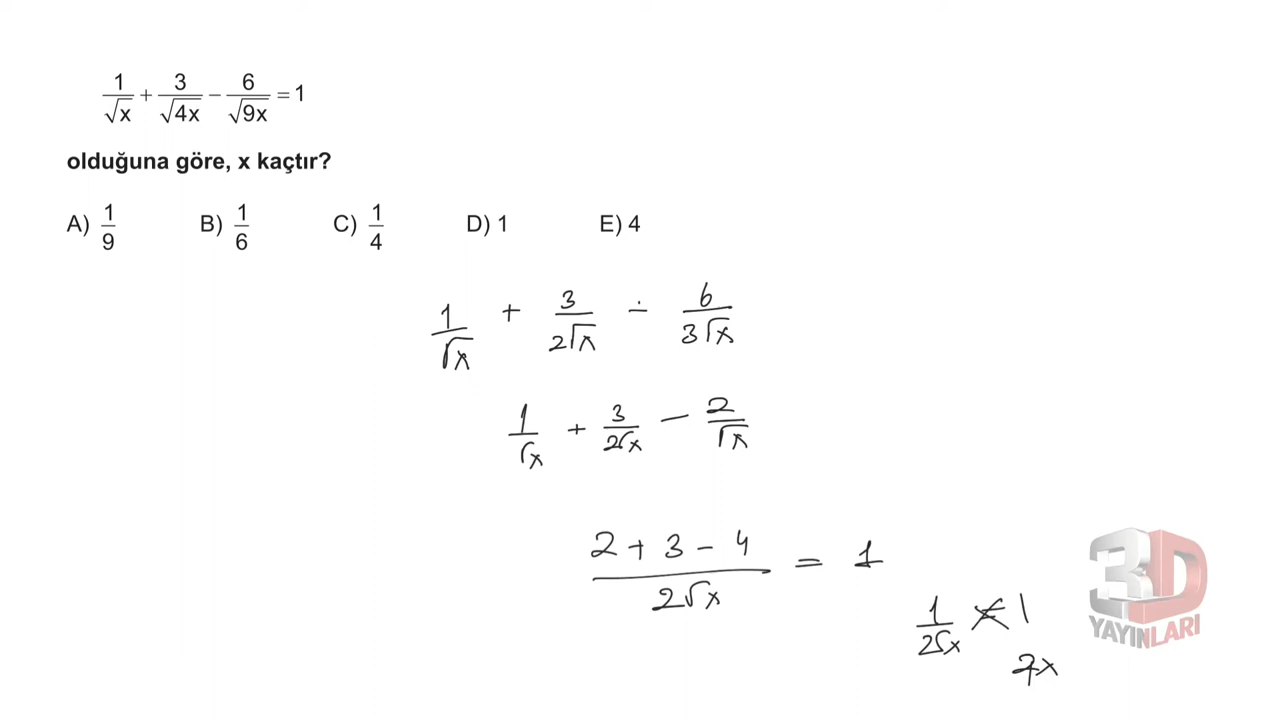 1/√x + 3/√4x − 6/√9x = 1
olduğuna göre, x kaçtır?
A) 1/9 B) 1/6 C) 1/4 D) 1 E) 4
1/√x + 3/2√x ∸ 6/3√x
1/√x + 3/2√x − 2/√x
2 + 3 − 4/2√x = 1
1/2√x = 1
3D
YAYINLARI